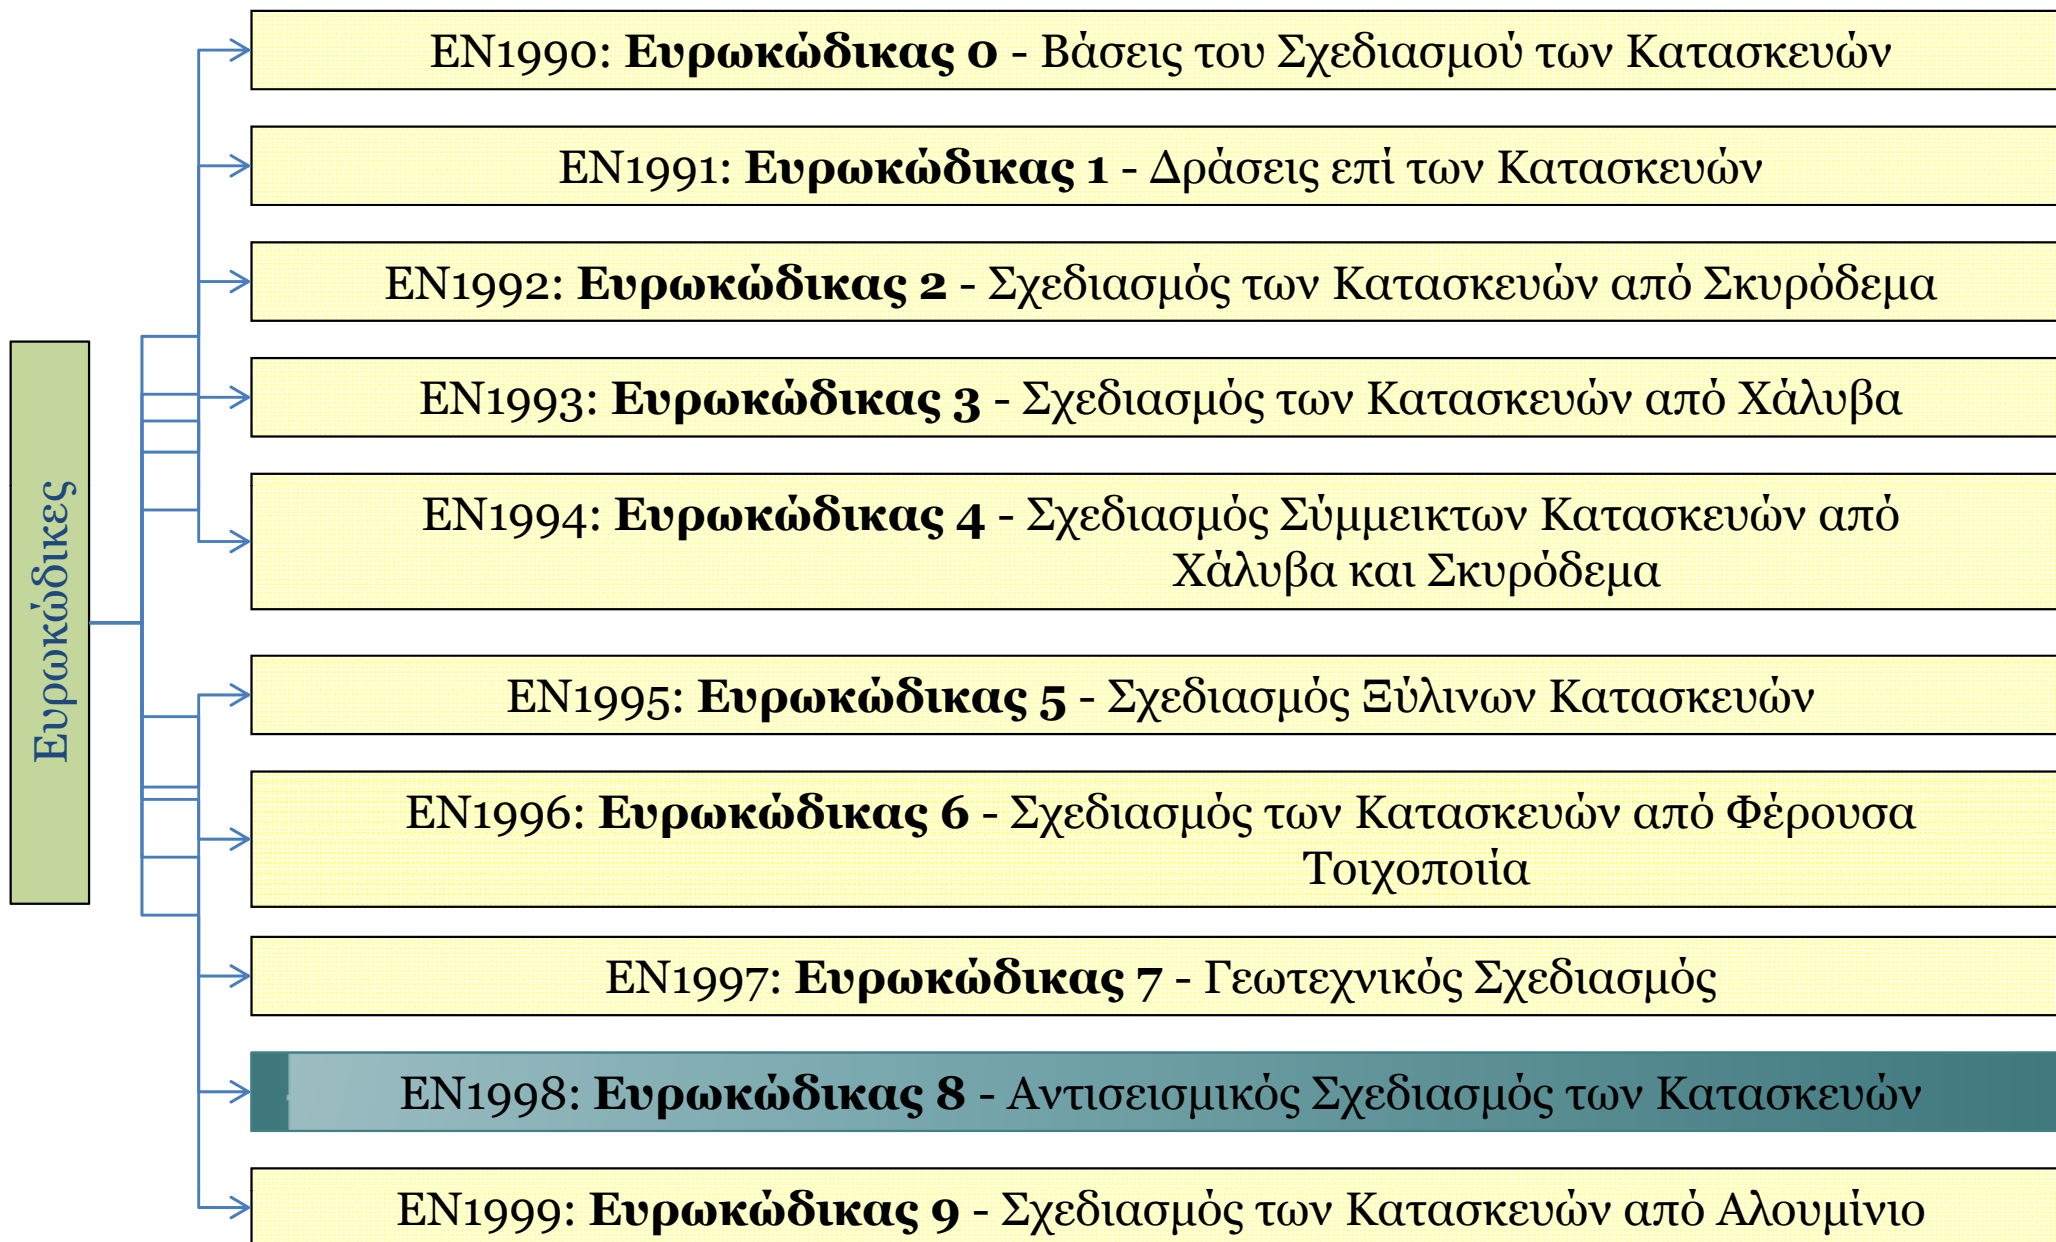 Ευρωκώδικες
EN1990: Ευρωκώδικας 0 - Βάσεις του Σχεδιασμού των Κατασκευών
EN1991: Ευρωκώδικας 1 - Δράσεις επί των Κατασκευών
EN1992: Ευρωκώδικας 2 - Σχεδιασμός των Κατασκευών από Σκυρόδεμα
EN1993: Ευρωκώδικας 3 - Σχεδιασμός των Κατασκευών από Χάλυβα
EN1994: Ευρωκώδικας 4 - Σχεδιασμός Σύμμεικτων Κατασκευών από
Χάλυβα και Σκυρόδεμα
EN1995: Ευρωκώδικας 5 - Σχεδιασμός Ξύλινων Κατασκευών
EN1996: Ευρωκώδικας 6 - Σχεδιασμός των Κατασκευών από Φέρουσα
Τοιχοποιία
EN1997: Ευρωκώδικας 7 - Γεωτεχνικός Σχεδιασμός
EN1998: Ευρωκώδικας 8 - Αντισεισμικός Σχεδιασμός των Κατασκευών
EN1999: Ευρωκώδικας 9 - Σχεδιασμός των Κατασκευών από Αλουμίνιο